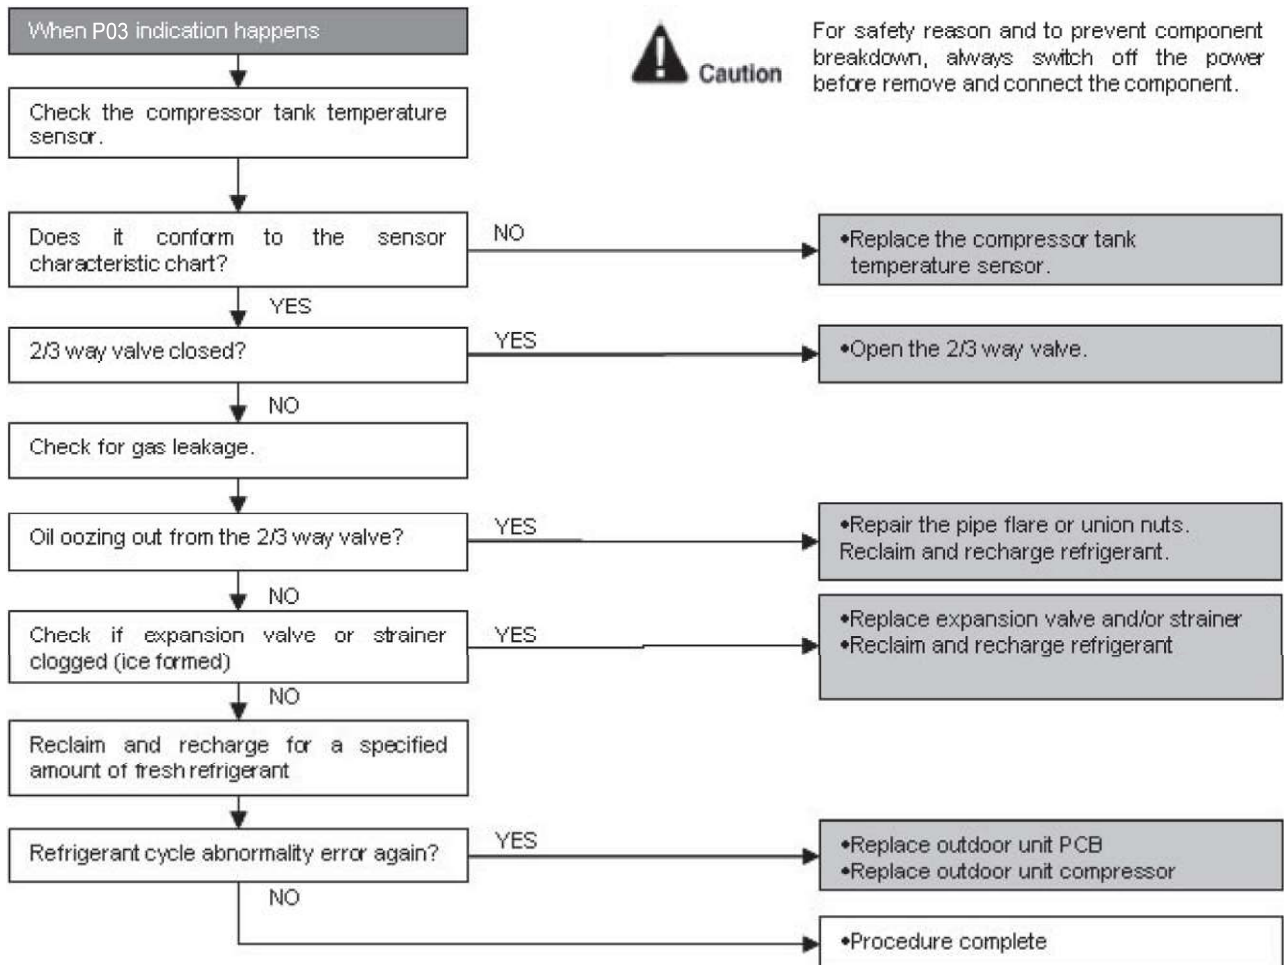 When P03 indication happens
Caution
For safety reason and to prevent component
breakdown, always switch off the power
before remove and connect the component.
Check the compressor tank temperature
sensor.
Does it conform to the sensor
characteristic chart?
NO
•Replace the compressor tank
temperature sensor.
YES
2/3 way valve closed?
YES
•Open the 2/3 way valve.
NO
Check for gas leakage.
Oil oozing out from the 2/3 way valve?
YES
•Repair the pipe flare or union nuts.
Reclaim and recharge refrigerant.
NO
Check if expansion valve or strainer
clogged (ice formed)
YES
•Replace expansion valve and/or strainer
•Reclaim and recharge refrigerant
NO
Reclaim and recharge for a specified
amount of fresh refrigerant
Refrigerant cycle abnormality error again?
YES
•Replace outdoor unit PCB
•Replace outdoor unit compressor
NO
•Procedure complete